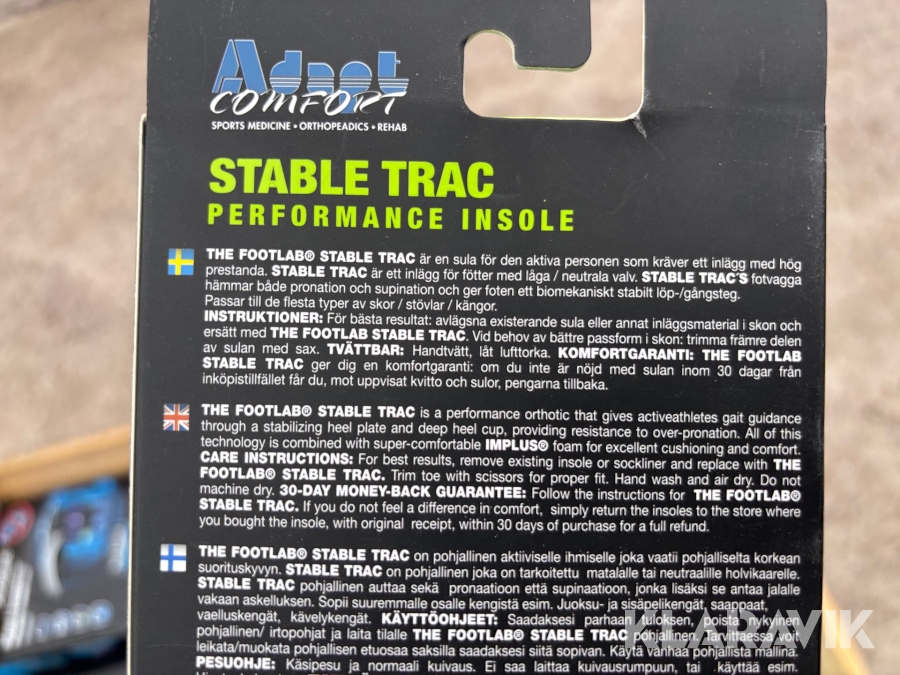 Adapt
COMFORT
SPORTS MEDICINE • ORTHOPEADICS • REHAB
STABLE TRAC
PERFORMANCE INSOLE
THE FOOTLAB® STABLE TRAC är en sula för den aktiva personen som kräver ett inlägg med hög
prestanda. STABLE TRAC är ett inlägg för fötter med låga / neutrala valv. STABLE TRAC´S fotvagga
hämmar både pronation och supination och ger foten ett biomekaniskt stabilt löp-/gångsteg.
Passar till de flesta typer av skor / stövlar / kängor.
INSTRUKTIONER: För bästa resultat: avlägsna existerande sula eller annat inläggsmaterial i skon och
ersätt med THE FOOTLAB STABLE TRAC. Vid behov av bättre passform i skon: trimma främre delen
av sulan med sax. TVÄTTBAR: Handtvätt, låt lufttorka. KOMFORTGARANTI: THE FOOTLAB
STABLE TRAC ger dig en komfortgaranti: om du inte är nöjd med sulan inom 30 dagar från
inköpstillfället får du, mot uppvisat kvitto och sulor, pengarna tillbaka.
THE FOOTLAB® STABLE TRAC is a performance orthotic that gives activeathletes gait guidance
through a stabilizing heel plate and deep heel cup, providing resistance to over-pronation. All of this
technology is combined with super-comfortable IMPLUS® foam for excellent cushioning and comfort.
CARE INSTRUCTIONS: For best results, remove existing insole or sockliner and replace with THE
FOOTLAB® STABLE TRAC. Trim toe with scissors for proper fit. Hand wash and air dry. Do not
machine dry. 30-DAY MONEY-BACK GUARANTEE: Follow the instructions for THE FOOTLAB®
STABLE TRAC. If you do not feel a difference in comfort, simply return the insoles to the store where
you bought the insole, with original receipt, within 30 days of purchase for a full refund.
THE FOOTLAB® STABLE TRAC on pohjallinen aktiiviselle ihmiselle joka vaatii pohjalliselta korkean
suorituskyvyn. STABLE TRAC on pohjallinen joka on tarkoitettu matalalle tai neutraalille holvikaarelle.
STABLE TRAC pohjallinen auttaa sekä pronaatioon että supinaatioon, jonka lisäksi se antaa jalalle
vakaan askelluksen. Sopii suuremmalle osalle kengistä esim. Juoksu- ja sisäpelikengät, saappaat,
vaelluskengät, kävelykengät. KÄYTTÖOHJEET: Saadaksesi parhaan tuloksen, poista nykyinen
pohjallinen/ irtopohjat ja laita tilalle THE FOOTLAB® STABLE TRAC pohjallinen. Tarvittaessa voit
leikata/muokata pohjallisen etuosaa saksilla saadaksesi siitä sopivan. Käytä vanhaa pohjallista mallina.
PESUOHJE: Käsipesu ja normaali kuivaus. Ei saa laittaa kuivausrumpuun, tai käyttää esim.
KLARAVIK